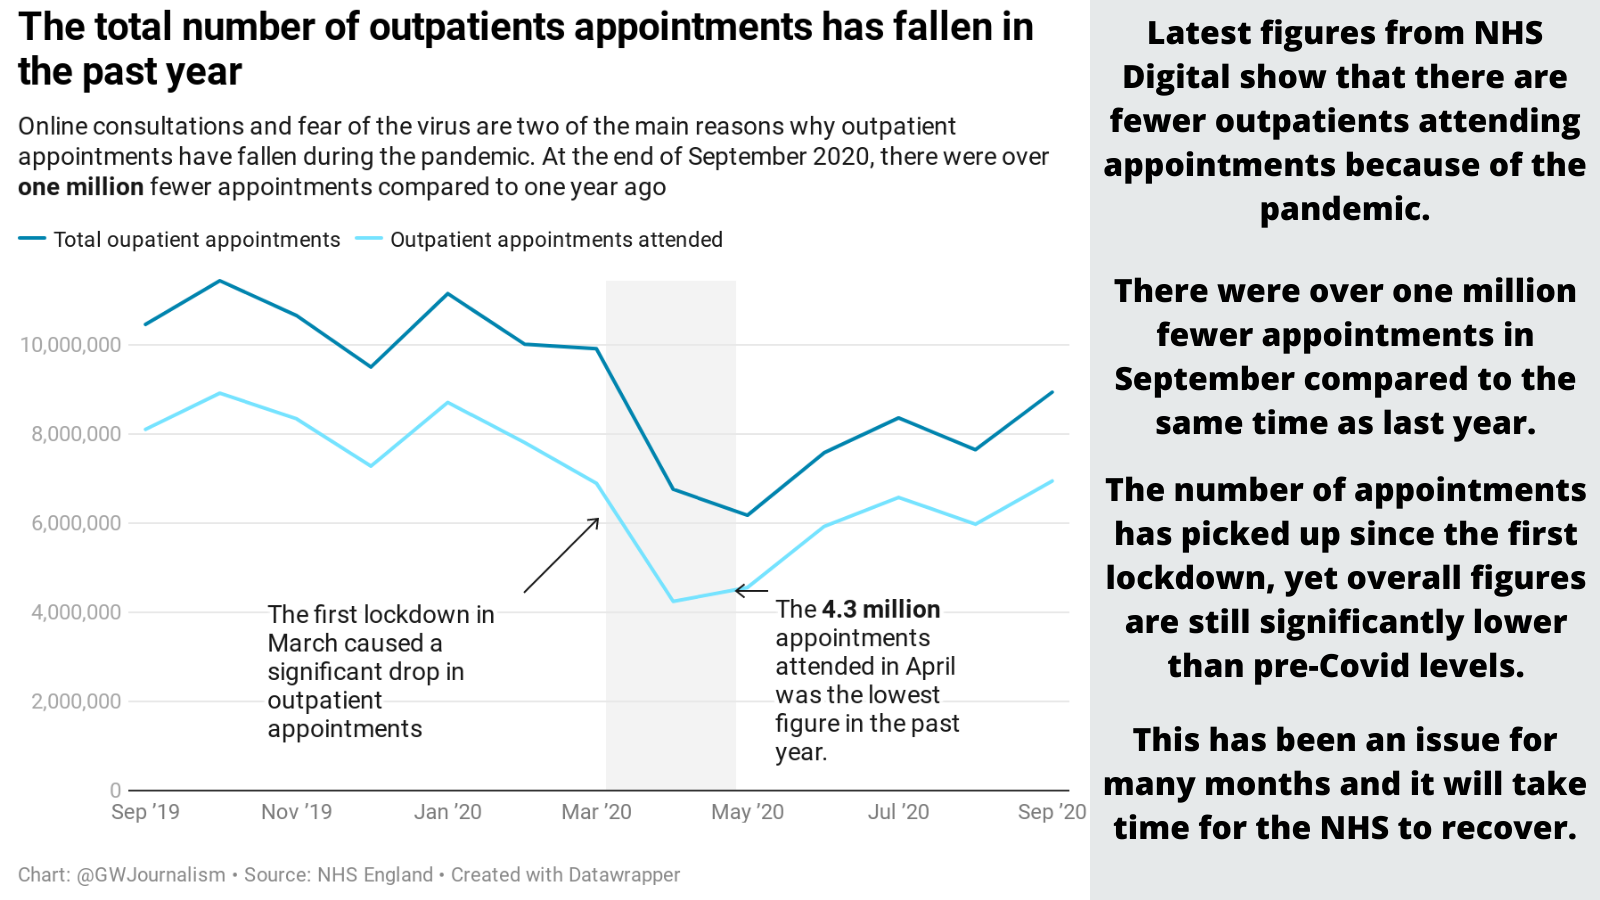 The total number of outpatients appointments has fallen in
the past year
Online consultations and fear of the virus are two of the main reasons why outpatient
appointments have fallen during the pandemic. At the end of September 2020, there were over
one million fewer appointments compared to one year ago
Total oupatient appointments Outpatient appointments attended
10,000,000
8,000,000
6,000,000
4,000,000
2,000,000
0
The first lockdown in
March caused a
significant drop in
outpatient
appointments
The 4.3 million
appointments
attended in April
was the lowest
figure in the past
year.
Sep ’19 Nov ’19 Jan ’20 Mar ’20 May ’20 Jul ’20 Sep ’20
Chart: @GWJournalism • Source: NHS England • Created with Datawrapper
Latest figures from NHS
Digital show that there are
fewer outpatients attending
appointments because of the
pandemic.
There were over one million
fewer appointments in
September compared to the
same time as last year.
The number of appointments
has picked up since the first
lockdown, yet overall figures
are still significantly lower
than pre-Covid levels.
This has been an issue for
many months and it will take
time for the NHS to recover.